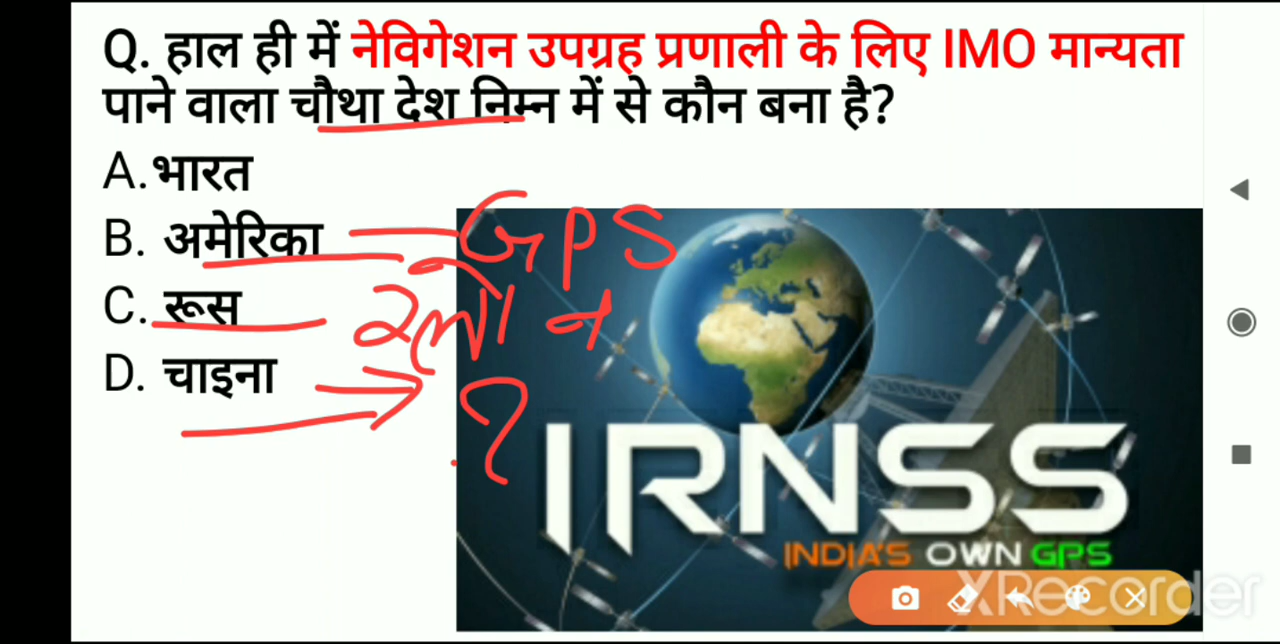 Q. हाल ही में नेविगेशन उपग्रह प्रणाली के लिए IMO मान्यता
पाने वाला चौथा देश निम्न में से कौन बना है?
A.भारत
B. अमेरिका
GPS
C. रूस
D. चाइना
?
IRNSS
INDIA'S OWN GPS
XRecorder